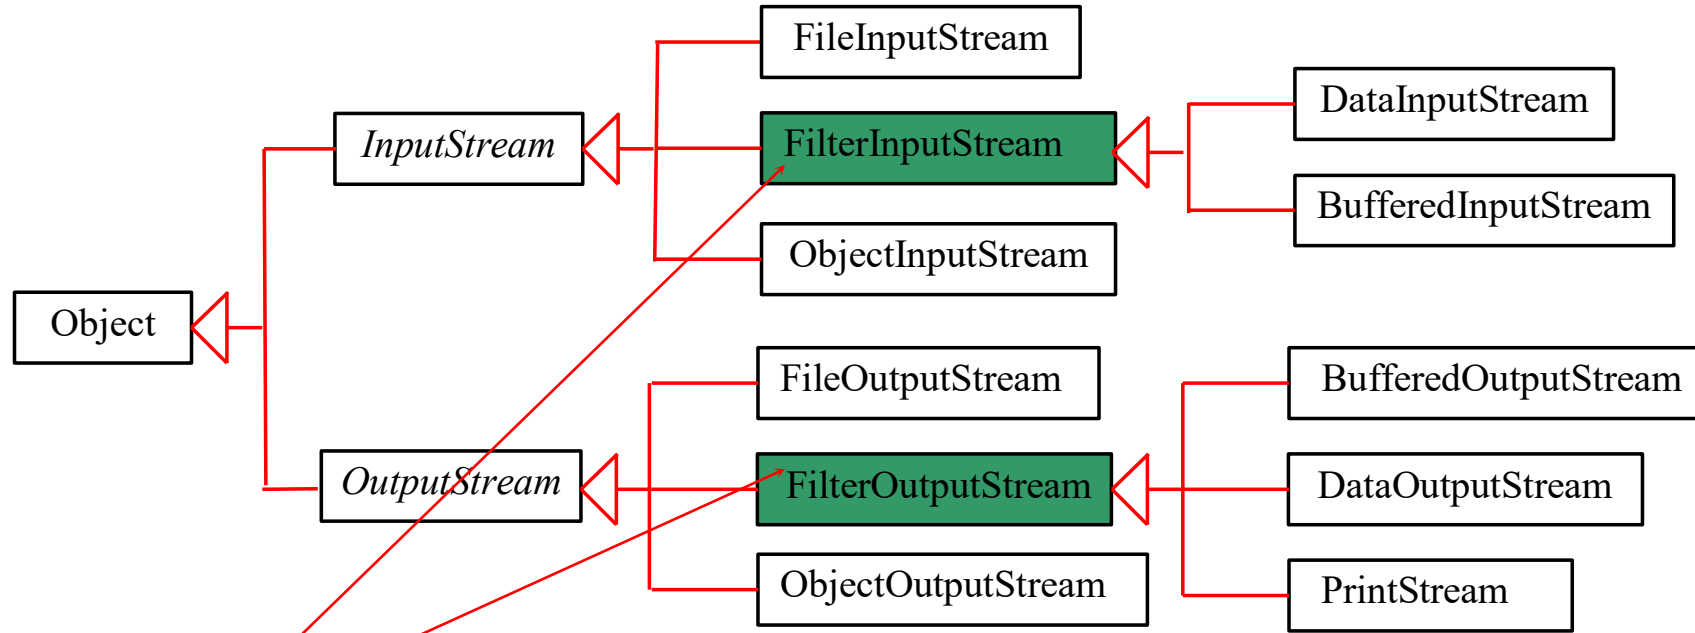 FileInputStream
DataInputStream
InputStream
FilterInputStream
BufferedInputStream
ObjectInputStream
Object
FileOutputStream
BufferedOutputStream
OutputStream
FilterOutputStream
DataOutputStream
ObjectOutputStream
PrintStream